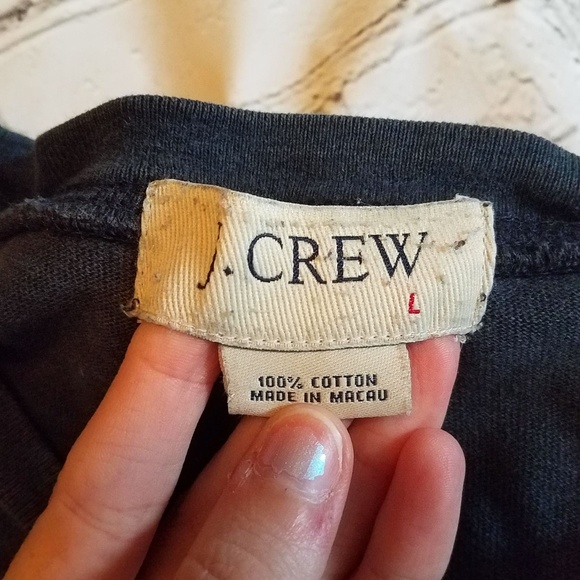 J. CREW
L
100% COTTON
MADE IN MACAU